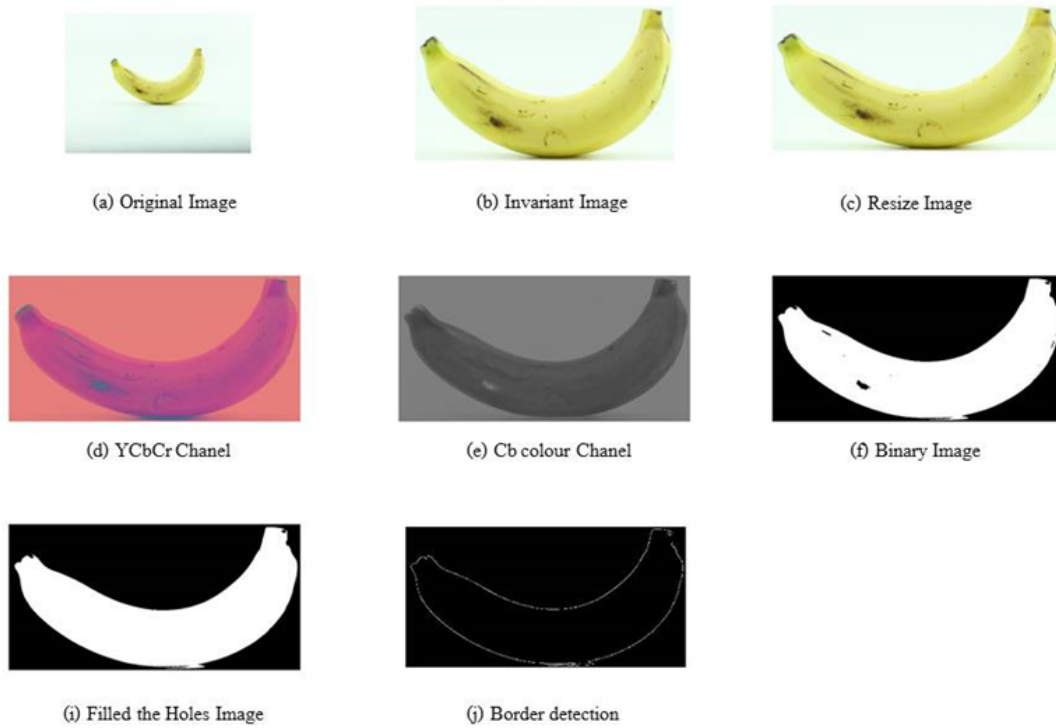 (a) Original Image
(b) Invariant Image
(c) Resize Image
(d) YCbCr Chanel
(e) Cb colour Chanel
(f) Binary Image
(i) Filled the Holes Image
(j) Border detection